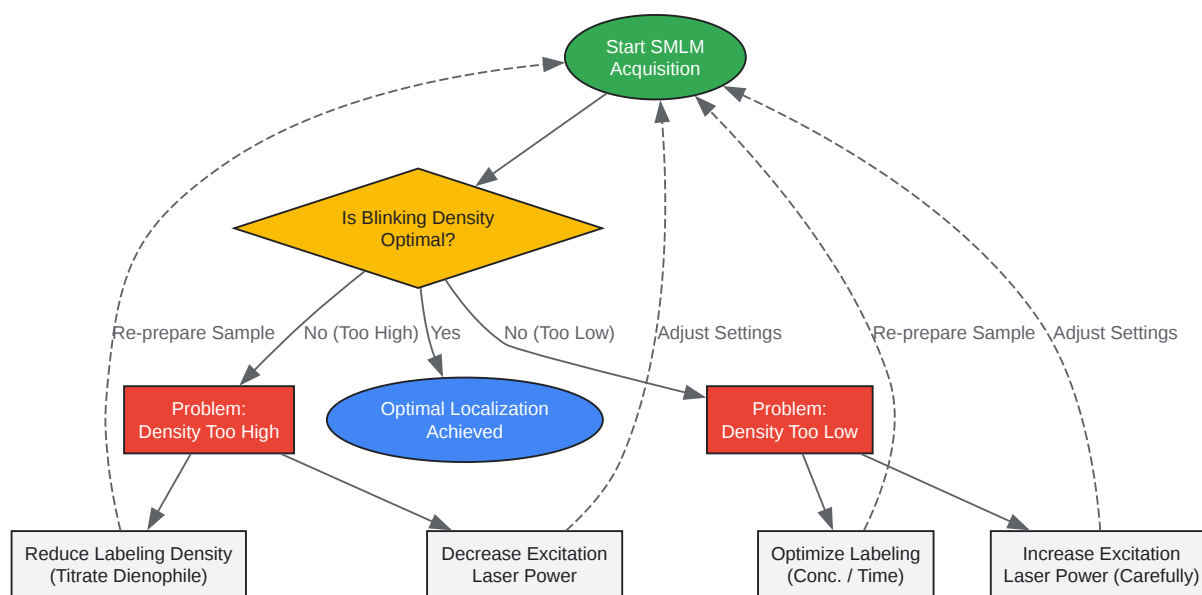 Start SMLM
Acquisition
Is Blinking Density
Optimal?
Re-prepare Sample
No (Too High)
Yes
No (Too Low)
Adjust Settings
Re-prepare Sample
Adjust Settings
Problem:
Density Too High
Optimal Localization
Achieved
Problem:
Density Too Low
Reduce Labeling Density
(Titrate Dienophile)
Decrease Excitation
Laser Power
Optimize Labeling
(Conc. / Time)
Increase Excitation
Laser Power (Carefully)